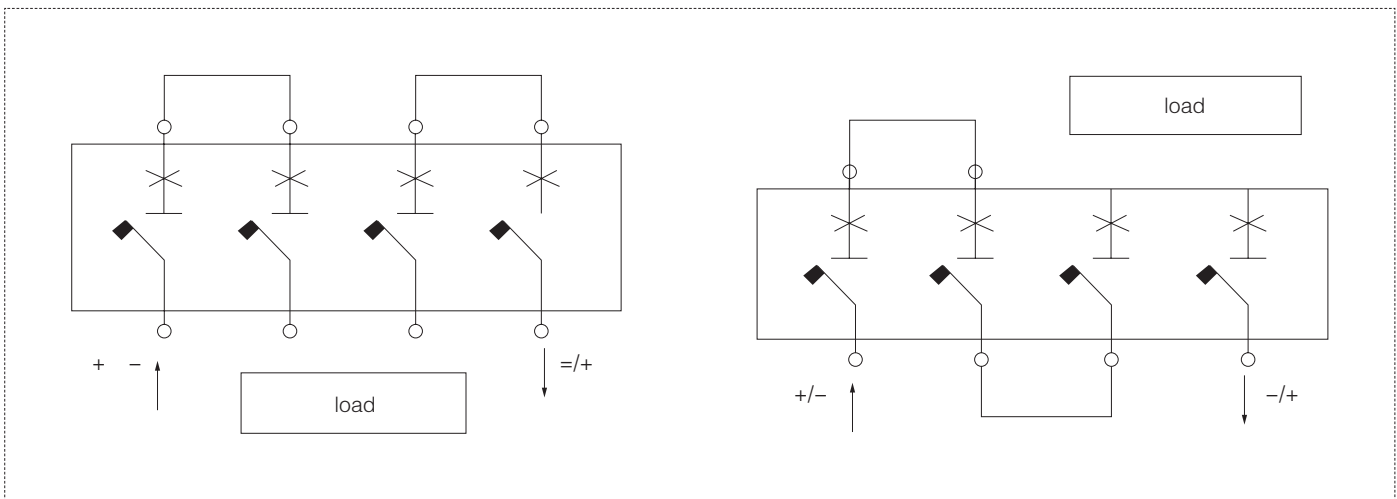 load
+ − =/+
load
+/− −/+